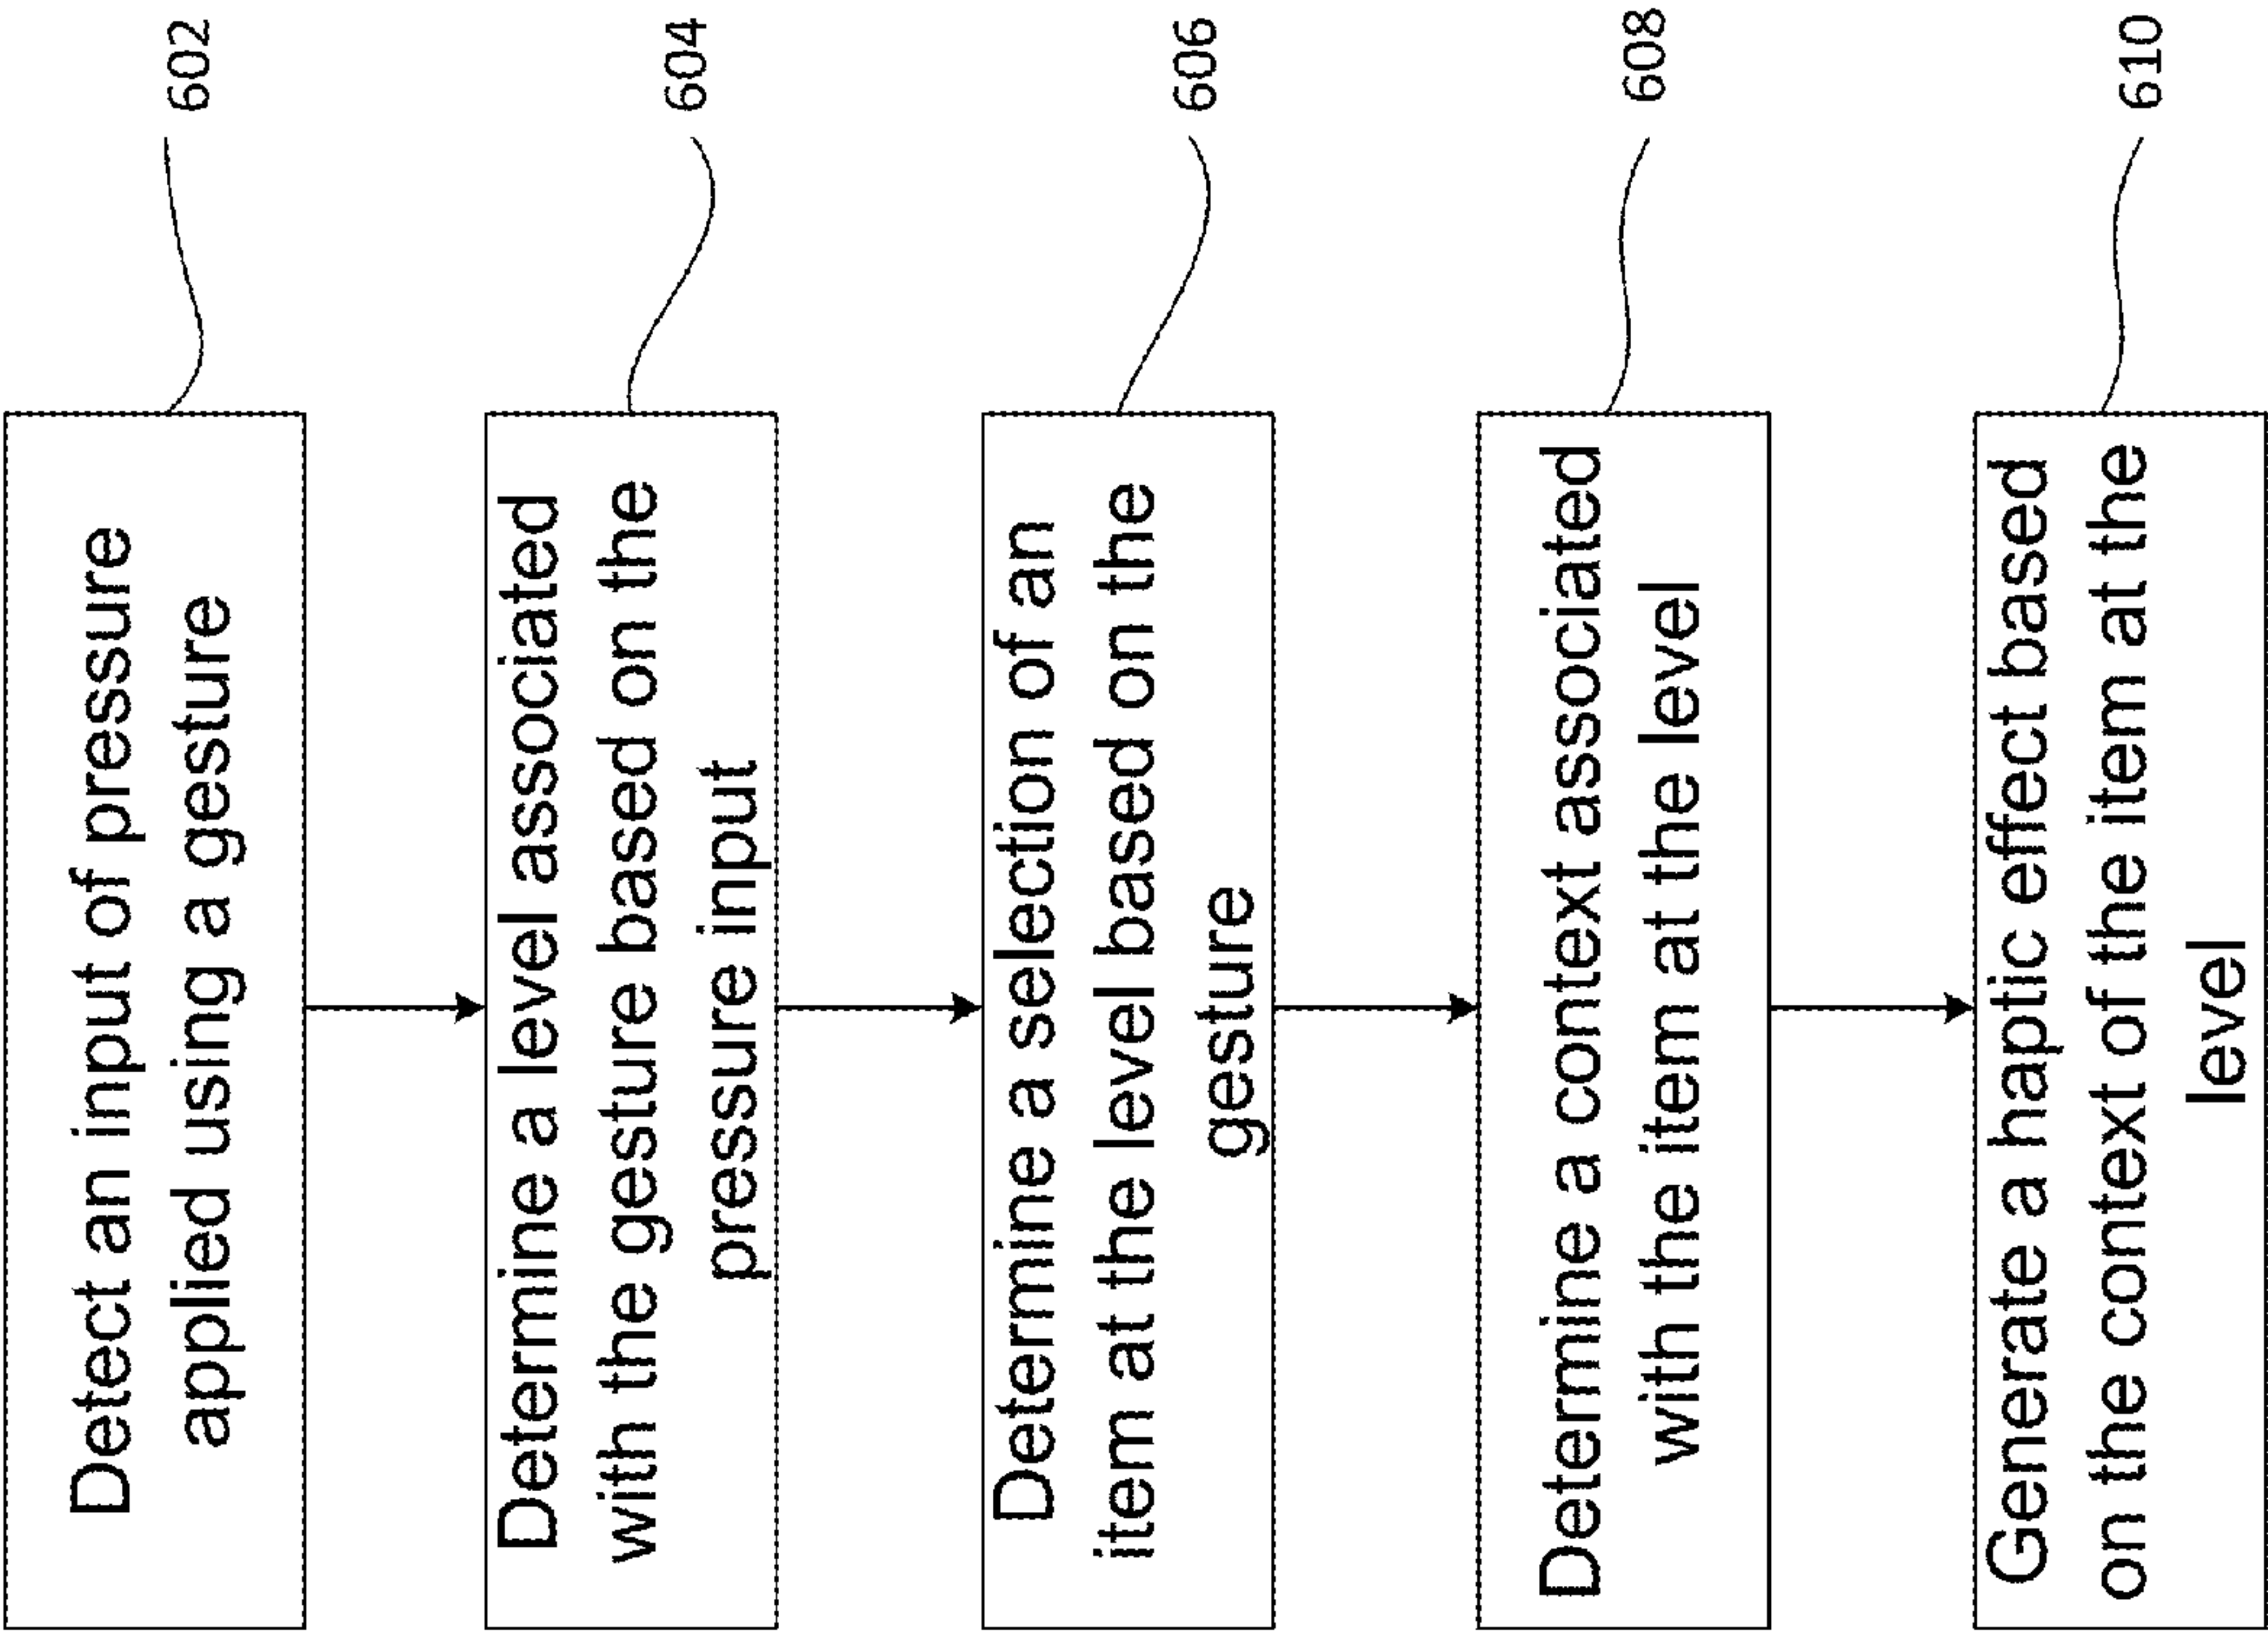 Detect an input of pressure
applied using a gesture
602
Determine a level associated
with the gesture based on the
pressure input
604
Determine a selection of an
item at the level based on the
gesture
606
Determine a context associated
with the item at the level
608
Generate a haptic effect based
on the context of the item at the
level
610